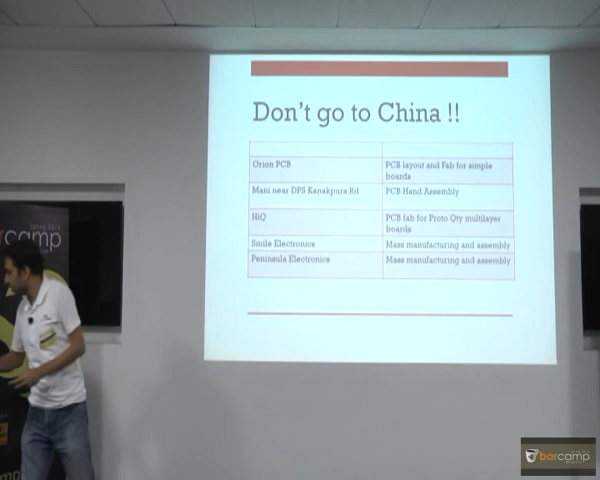 Don't go to China !!
Orion PCB
PCB layout and Fab for simple
boards
Mani near DPS Kanakpura Rd
PCB Hand Assembly
HiQ
PCB fab for Proto Qty multilayer
boards
Smile Electronics
Mass manufacturing and assembly
Peninsula Electronics
Mass manufacturing and assembly
rcamp
barcamp